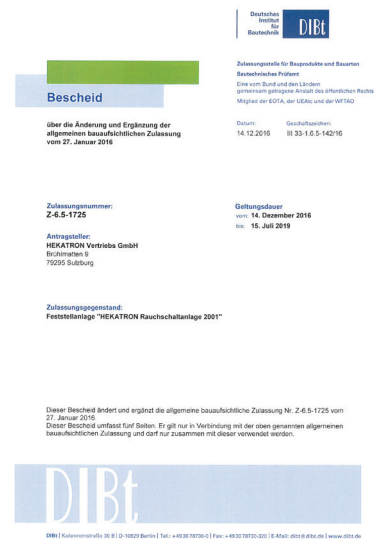 Deutsches
Institut
für
Bautechnik
DIBt
Zulassungsstelle für Bauprodukte und Bauarten
Bautechnisches Prüfamt
Eine vom Bund und den Ländern
gemeinsam getragene Anstalt des öffentlichen Rechts
Mitglied der EOTA, der UEAtc und der WFTAO
Bescheid
über die Änderung und Ergänzung der
allgemeinen bauaufsichtlichen Zulassung
vom 27. Januar 2016
Datum: Geschäftszeichen:
14.12.2016 III 33-1.6.5-142/16
Zulassungsnummer:
Z-6.5-1725
Geltungsdauer
vom: 14. Dezember 2016
bis: 15. Juli 2019
Antragsteller:
HEKATRON Vertriebs GmbH
Brühlmatten 9
79295 Sulzburg
Zulassungsgegenstand:
Feststellanlage "HEKATRON Rauchschaltanlage 2001"
Dieser Bescheid ändert und ergänzt die allgemeine bauaufsichtliche Zulassung Nr. Z-6.5-1725 vom
27. Januar 2016.
Dieser Bescheid umfasst fünf Seiten. Er gilt nur in Verbindung mit der oben genannten allgemeinen
bauaufsichtlichen Zulassung und darf nur zusammen mit dieser verwendet werden.
DIBt
DIBt | Kolonnenstraße 30 B | D-10829 Berlin | Tel.: +49 30 78730-0 | Fax: +49 30 78730-320 | E-Mail: dibt@dibt.de | www.dibt.de